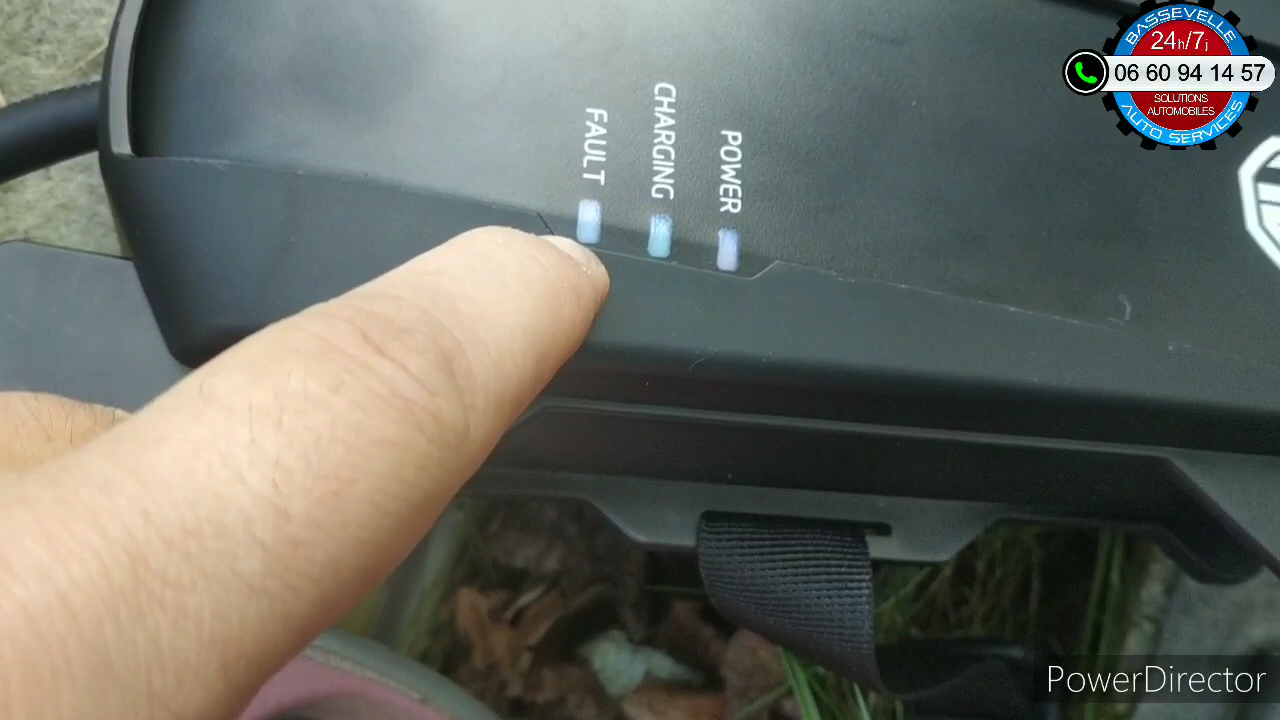 FAULT
CHARGING
POWER
BASSEVELLE
24h/7j
06 60 94 14 57
SOLUTIONS
AUTOMOBILES
AUTO SERVICES
PowerDirector